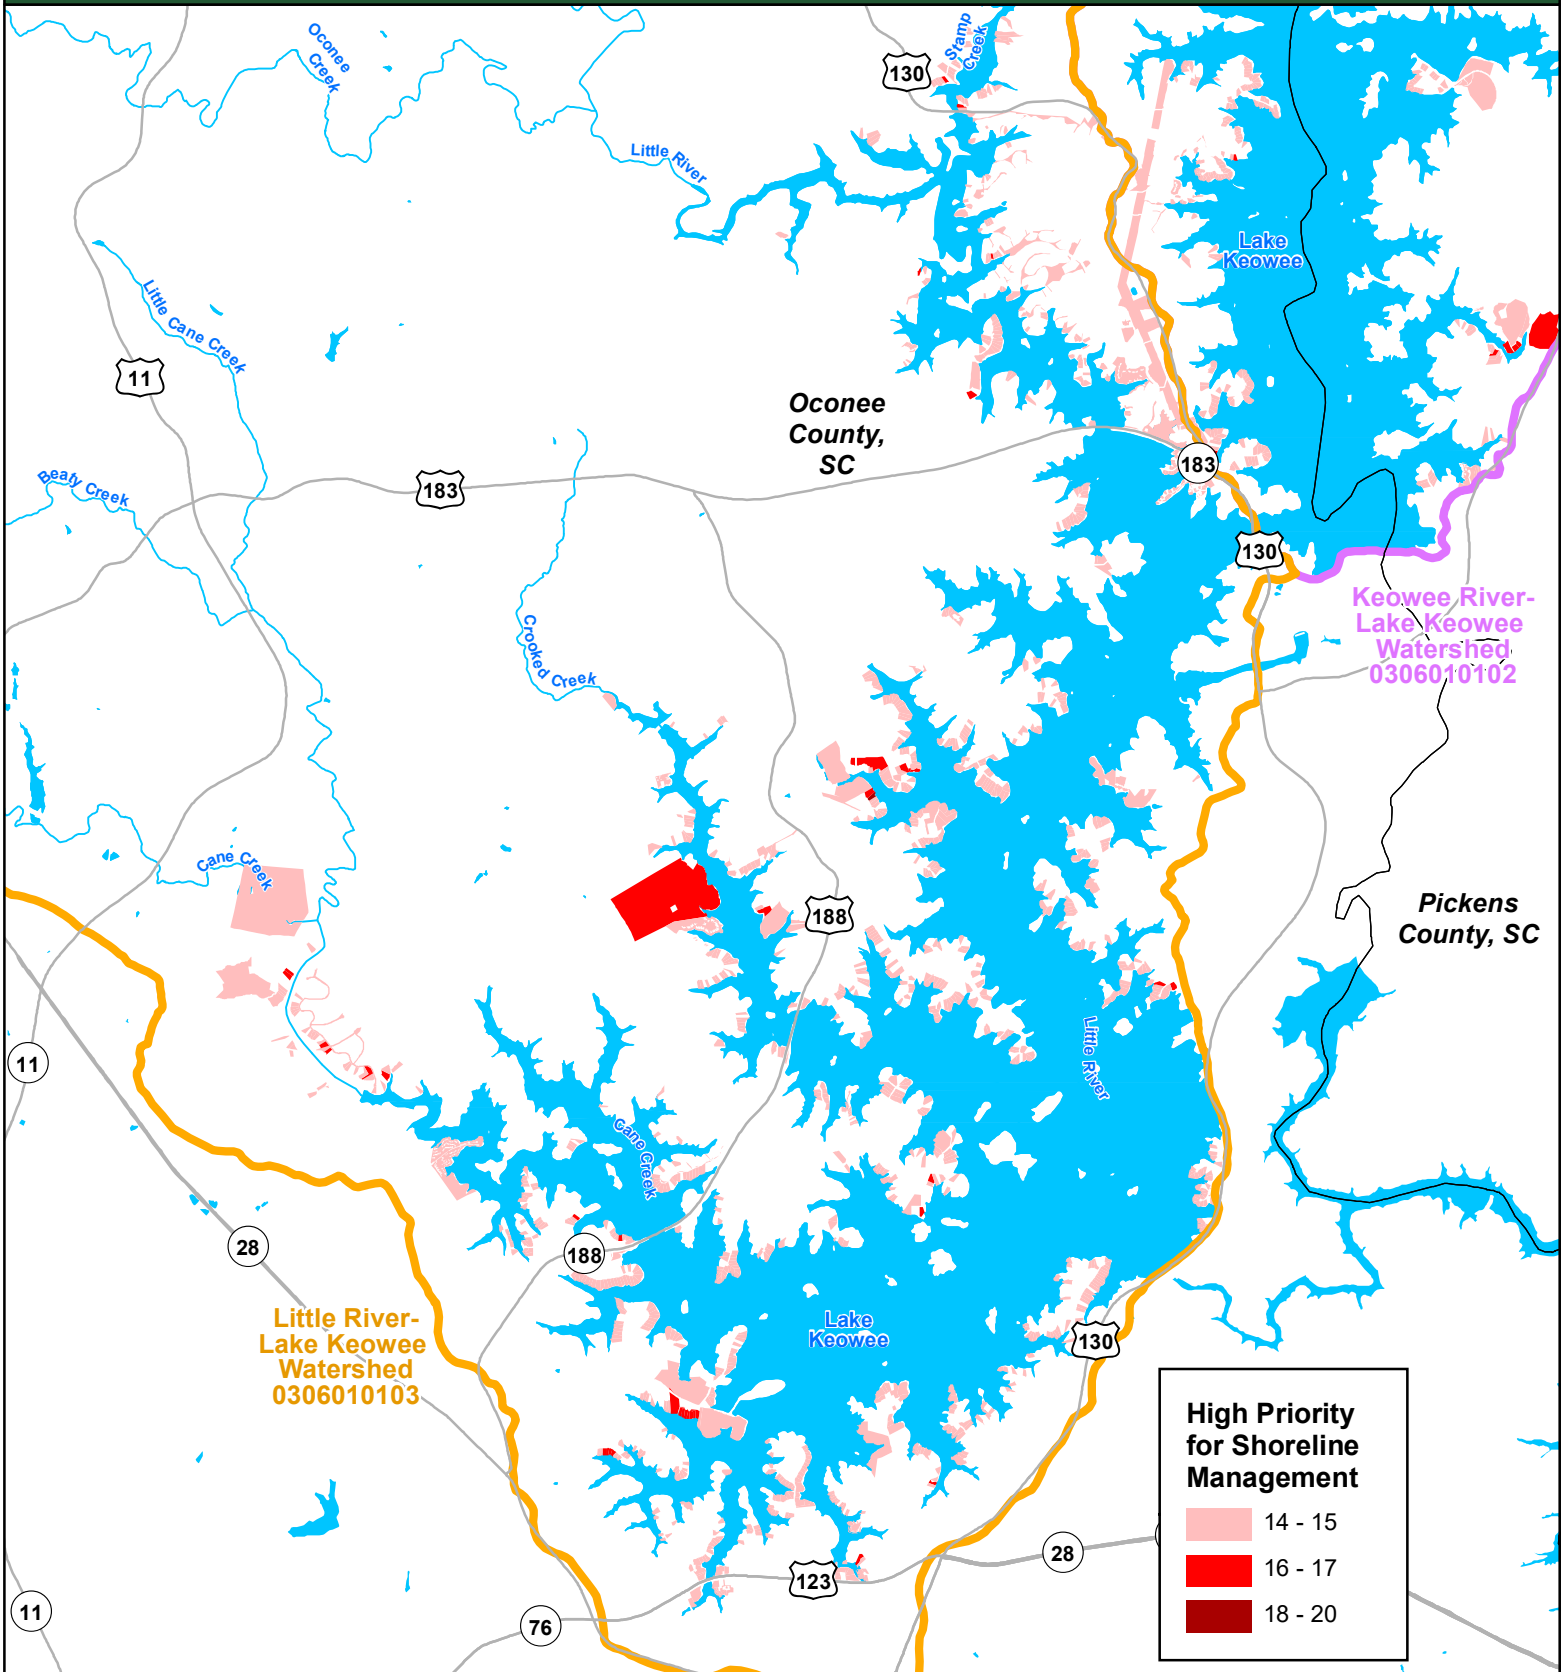 Oconee
Creek
Stamp
Creek
130
Little River
Lake
Keowee
Little Cane Creek
11
Oconee
County,
SC
183
183
Beaty Creek
130
Keowee River-
Lake Keowee
Watershed
0306010102
Crooked Creek
Cane Creek
188
Pickens
County, SC
Little River
11
Cane Creek
28
188
Little River-
Lake Keowee
Watershed
0306010103
Lake
Keowee
130
High Priority
for Shoreline
Management
14 - 15
16 - 17
18 - 20
28
123
11
76